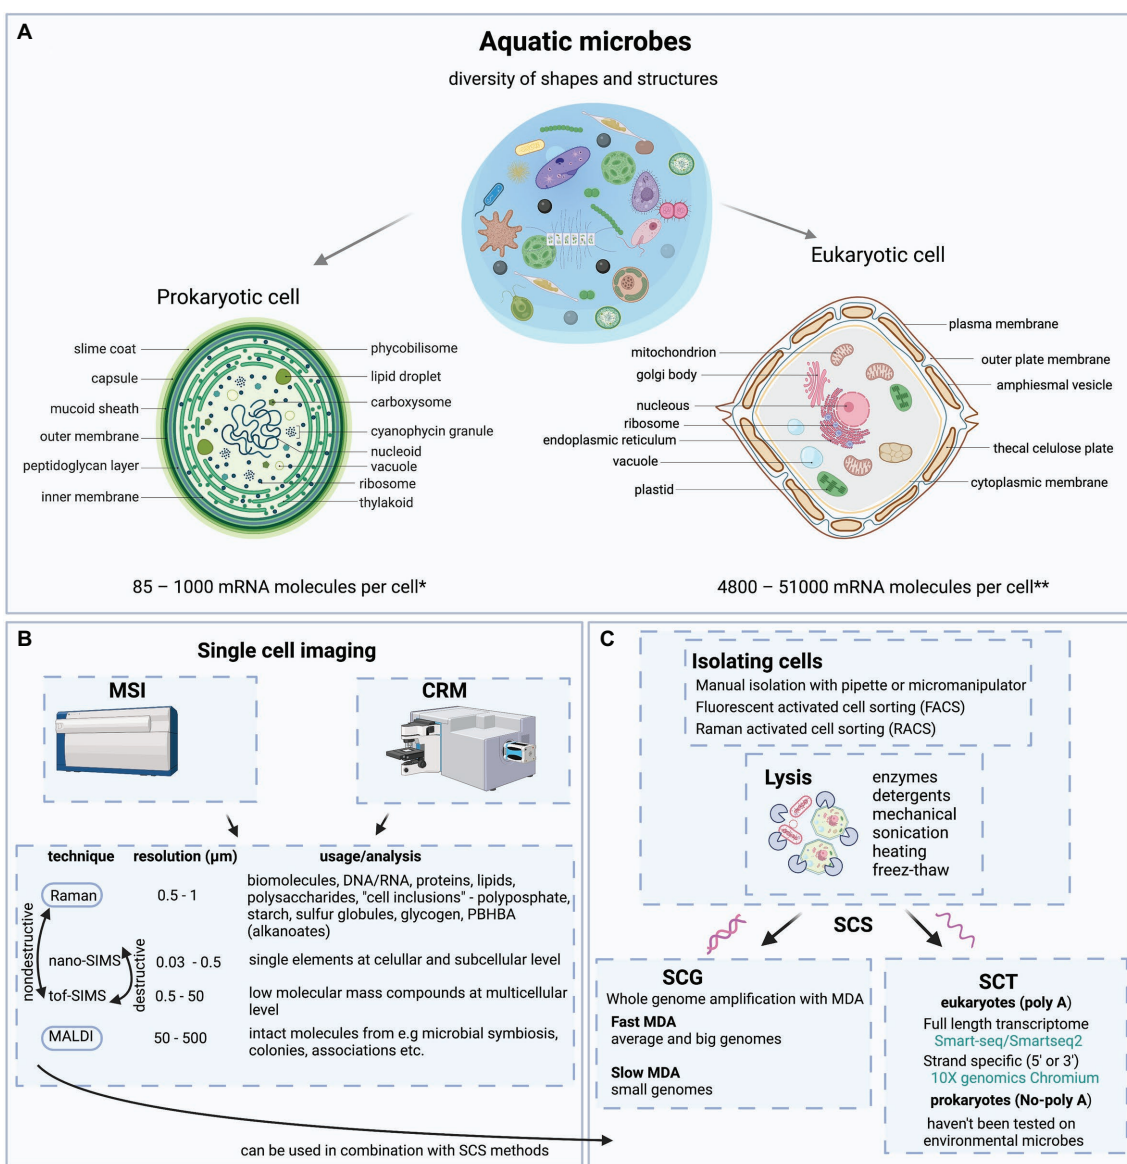 A
Aquatic microbes
diversity of shapes and structures
Prokaryotic cell
slime coat
capsule
mucoid sheath
outer membrane
peptidoglycan layer
inner membrane
phycobilisome
lipid droplet
carboxysome
cyanophycin granule
nucleoid
vacuole
ribosome
thylakoid
85 – 1000 mRNA molecules per cell*
Eukaryotic cell
mitochondrion
golgi body
nucleous
ribosome
endoplasmic reticulum
vacuole
plastid
plasma membrane
outer plate membrane
amphiesmal vesicle
thecal celulose plate
cytoplasmic membrane
4800 – 51000 mRNA molecules per cell**
B
Single cell imaging
MSI
CRM
technique resolution (µm) usage/analysis
Raman 0.5 - 1
biomolecules, DNA/RNA, proteins, lipids,
polysaccharides, "cell inclusions" - polyposphate,
starch, sulfur globules, glycogen, PBHBA
(alkanoates)
nano-SIMS 0.03 - 0.5 single elements at celullar and subcellular level
tof-SIMS 0.5 - 50 low molecular mass compounds at multicellular
level
MALDI 50 - 500 intact molecules from e.g microbial symbiosis,
colonies, associations etc.
nondestructive
destructive
can be used in combination with SCS methods
C
Isolating cells
Manual isolation with pipette or micromanipulator
Fluorescent activated cell sorting (FACS)
Raman activated cell sorting (RACS)
Lysis
enzymes
detergents
mechanical
sonication
heating
freez-thaw
SCS
SCG
Whole genome amplification with MDA
Fast MDA
average and big genomes
Slow MDA
small genomes
SCT
eukaryotes (poly A)
Full length transcriptome
Smart-seq/Smartseq2
Strand specific (5' or 3')
10X genomics Chromium
prokaryotes (No-poly A)
haven't been tested on
environmental microbes